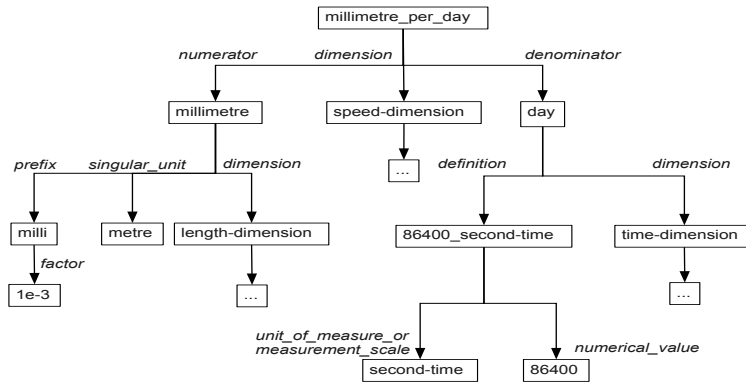 millimetre_per_day
numerator
dimension
denominator
millimetre
speed-dimension
day
prefix
singular_unit
dimension
...
definition
dimension
milli
metre
length-dimension
86400_second-time
time-dimension
factor
1e-3
...
...
unit_of_measure_or
measurement_scale
numerical_value
second-time
86400